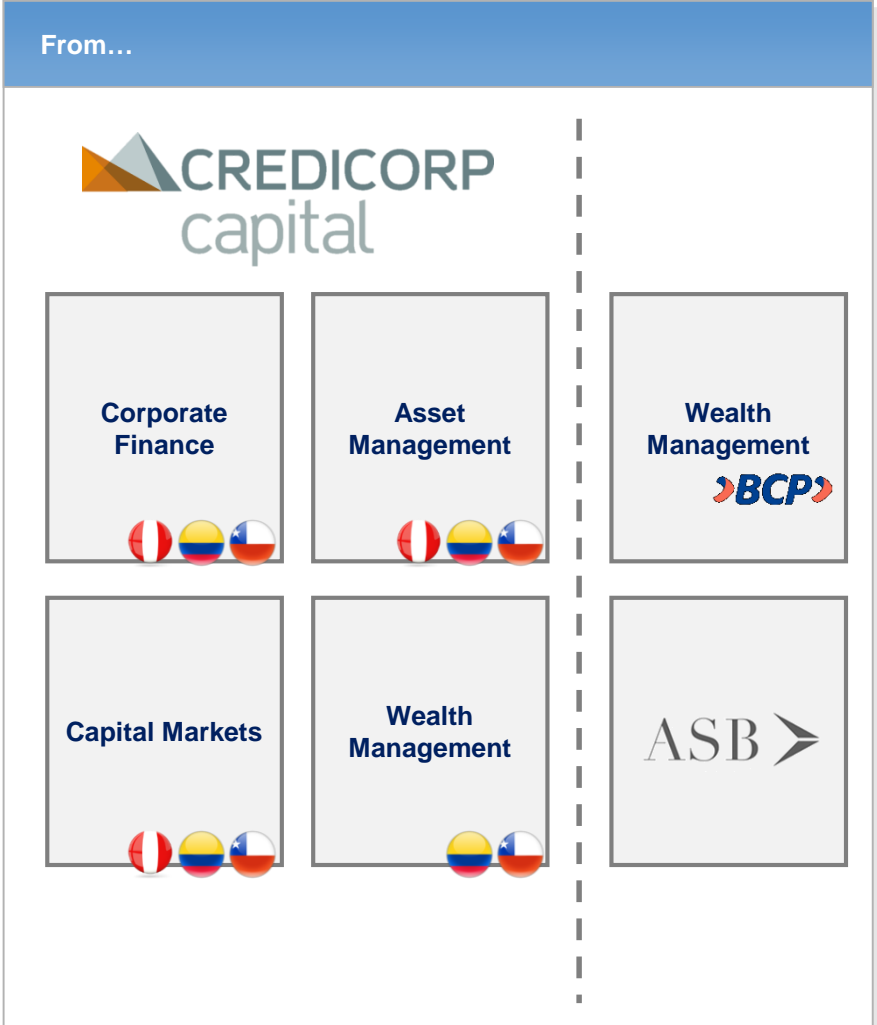 From…
CREDICORP
capital
Corporate
Finance
Asset
Management
Wealth
Management
BCP
Capital Markets
Wealth
Management
ASB